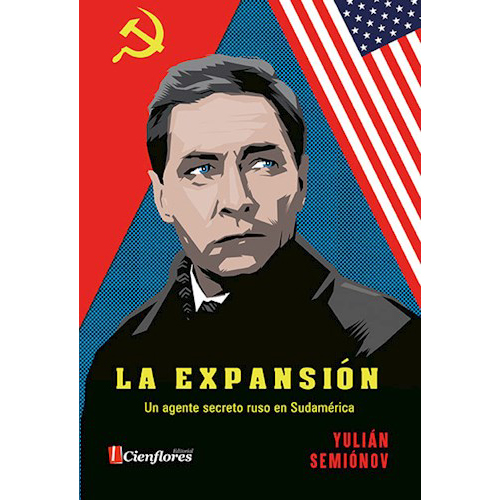 LA EXPANSIÓN
Un agente secreto ruso en Sudamérica
YULIÁN
SEMIÓNOV
Editorial
Cienflores